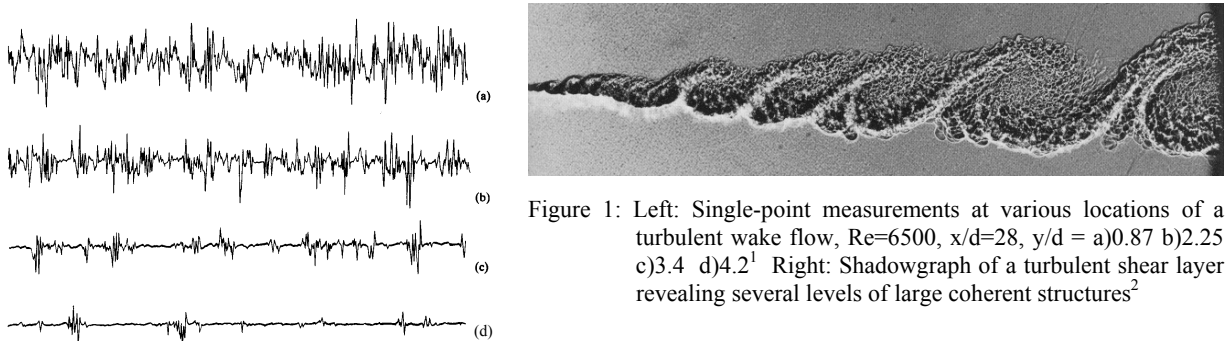 (a)
(b)
(c)
(d)
Figure 1: Left: Single-point measurements at various locations of a
turbulent wake flow, Re=6500, x/d=28, y/d = a)0.87 b)2.25
c)3.4 d)4.2¹ Right: Shadowgraph of a turbulent shear layer
revealing several levels of large coherent structures²